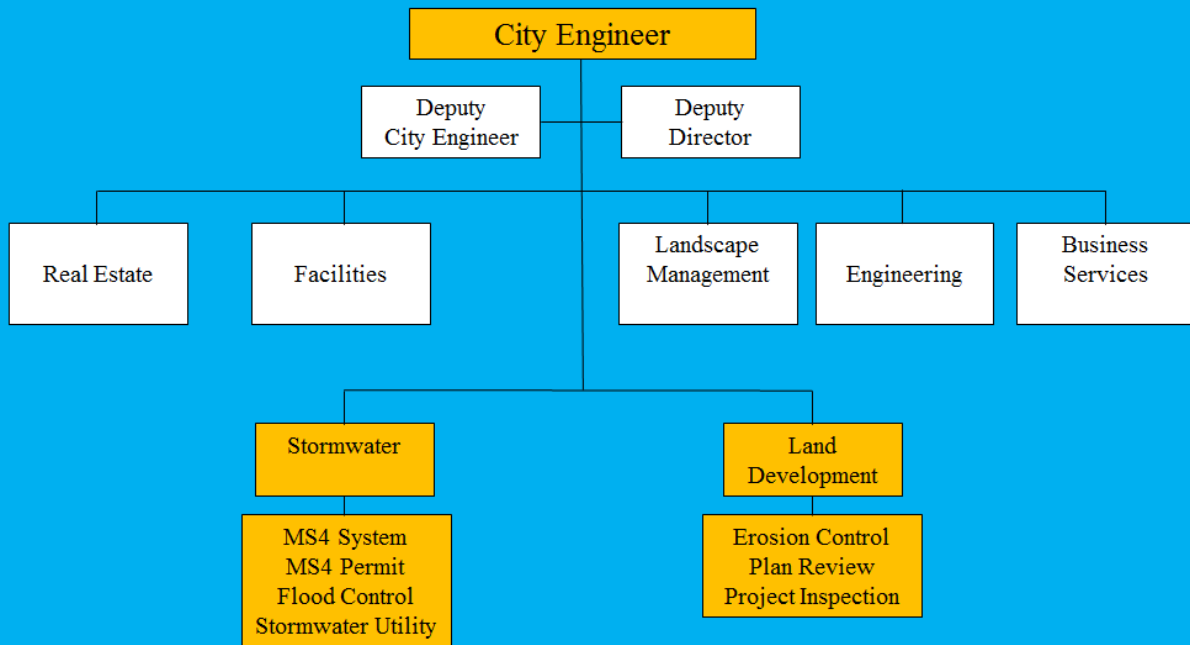 City Engineer
Deputy
City Engineer
Deputy
Director
Real Estate
Facilities
Landscape
Management
Engineering
Business
Services
Stormwater
Land
Development
MS4 System
MS4 Permit
Flood Control
Stormwater Utility
Erosion Control
Plan Review
Project Inspection